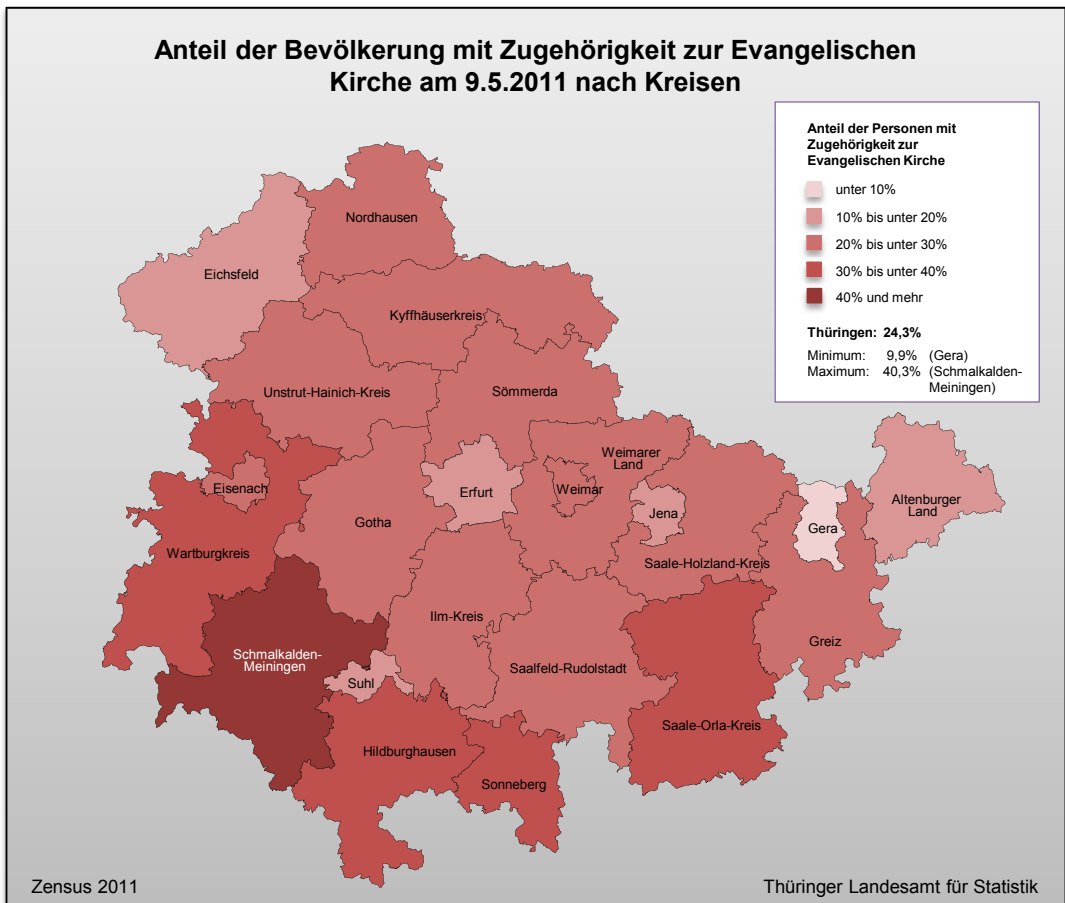 Anteil der Bevölkerung mit Zugehörigkeit zur Evangelischen
Kirche am 9.5.2011 nach Kreisen
Anteil der Personen mit
Zugehörigkeit zur
Evangelischen Kirche
unter 10%
10% bis unter 20%
20% bis unter 30%
30% bis unter 40%
40% und mehr
Thüringen: 24,3%
Minimum: 9,9% (Gera)
Maximum: 40,3% (Schmalkalden-
Meiningen)
Nordhausen
Eichsfeld
Kyffhäuserkreis
Unstrut-Hainich-Kreis
Sömmerda
Weimarer
Land
Eisenach
Erfurt
Weimar
Jena
Altenburger
Land
Gotha
Gera
Wartburgkreis
Saale-Holzland-Kreis
Ilm-Kreis
Greiz
Schmalkalden-
Meiningen
Saalfeld-Rudolstadt
Suhl
Saale-Orla-Kreis
Hildburghausen
Sonneberg
Zensus 2011
Thüringer Landesamt für Statistik